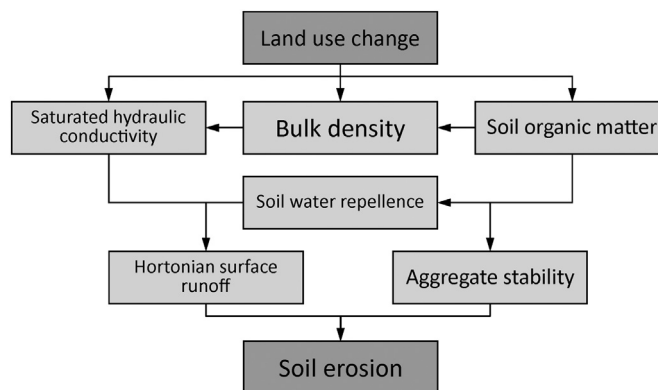 Land use change
Saturated hydraulic
conductivity
Bulk density
Soil organic matter
Soil water repellence
Hortonian surface
runoff
Aggregate stability
Soil erosion